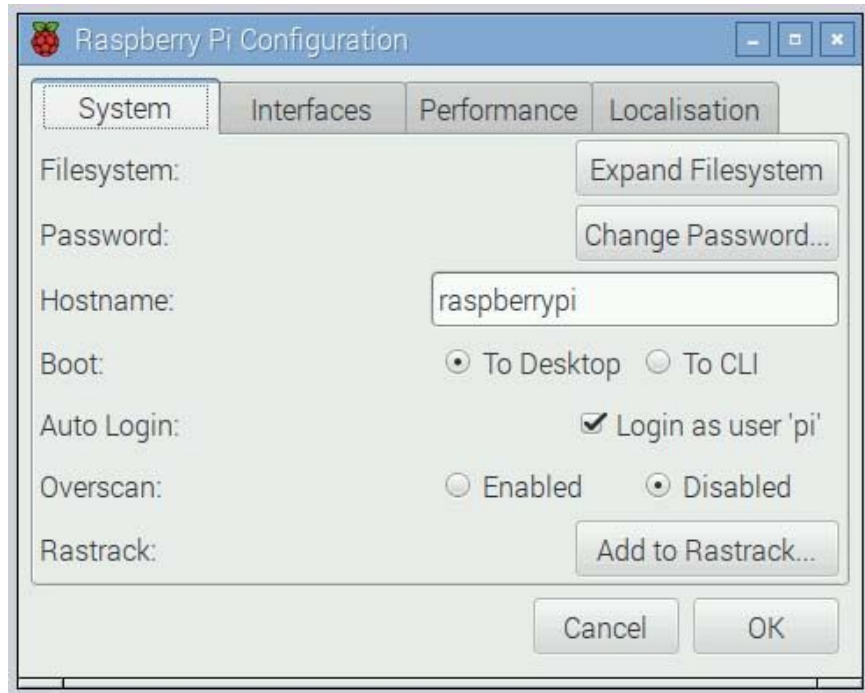 Raspberry Pi Configuration
System Interfaces Performance Localisation
Filesystem: Expand Filesystem
Password: Change Password...
Hostname: raspberrypi
Boot: To Desktop To CLI
Auto Login: Login as user 'pi'
Overscan: Enabled Disabled
Rastrack: Add to Rastrack...
Cancel OK